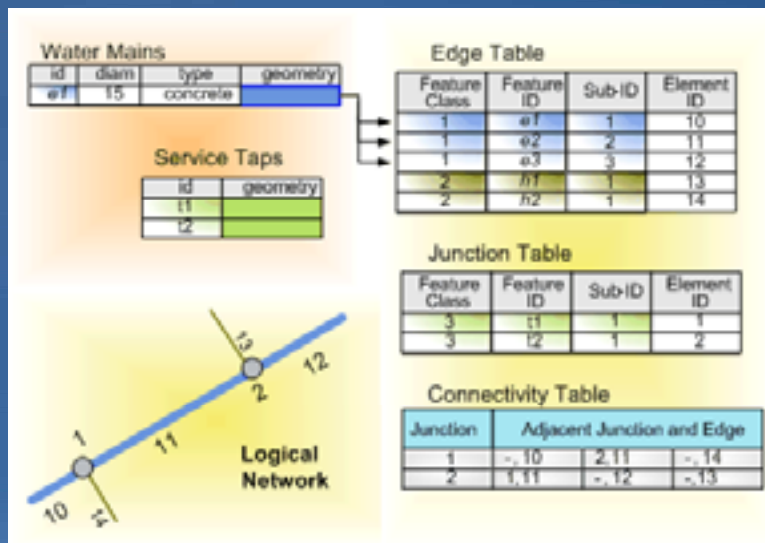 Water Mains
id diam type geometry
e1 15 concrete
Service Taps
id geometry
t1
t2
Edge Table
Feature Class Feature ID Sub-ID Element ID
1 e1 1 10
1 e2 2 11
1 e3 3 12
2 h1 1 13
2 h2 1 14
Junction Table
Feature Class Feature ID Sub-ID Element ID
3 t1 1 1
3 t2 1 2
Connectivity Table
Junction Adjacent Junction and Edge
1 -, 10 2,11 -, 14
2 1,11 -, 12 -, 13
13
12
2
1
11
10
14
Logical
Network